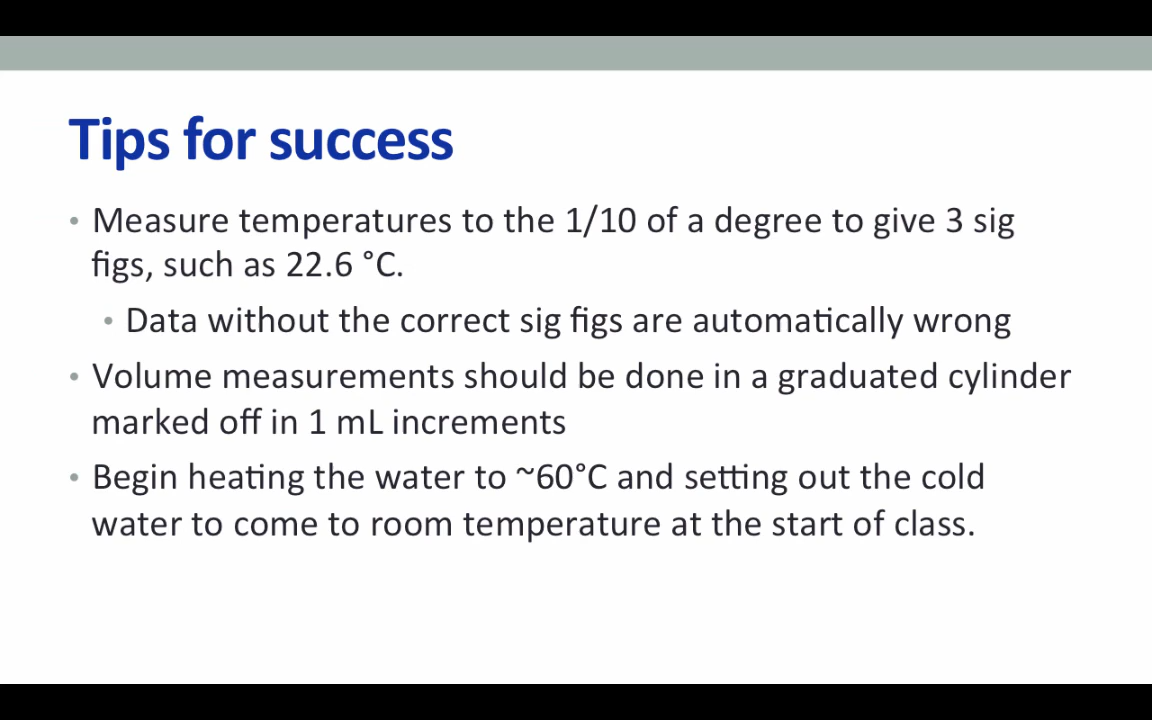 Tips for success
• Measure temperatures to the 1/10 of a degree to give 3 sig
figs, such as 22.6 °C.
• Data without the correct sig figs are automatically wrong
• Volume measurements should be done in a graduated cylinder
marked off in 1 mL increments
• Begin heating the water to ~60°C and setting out the cold
water to come to room temperature at the start of class.